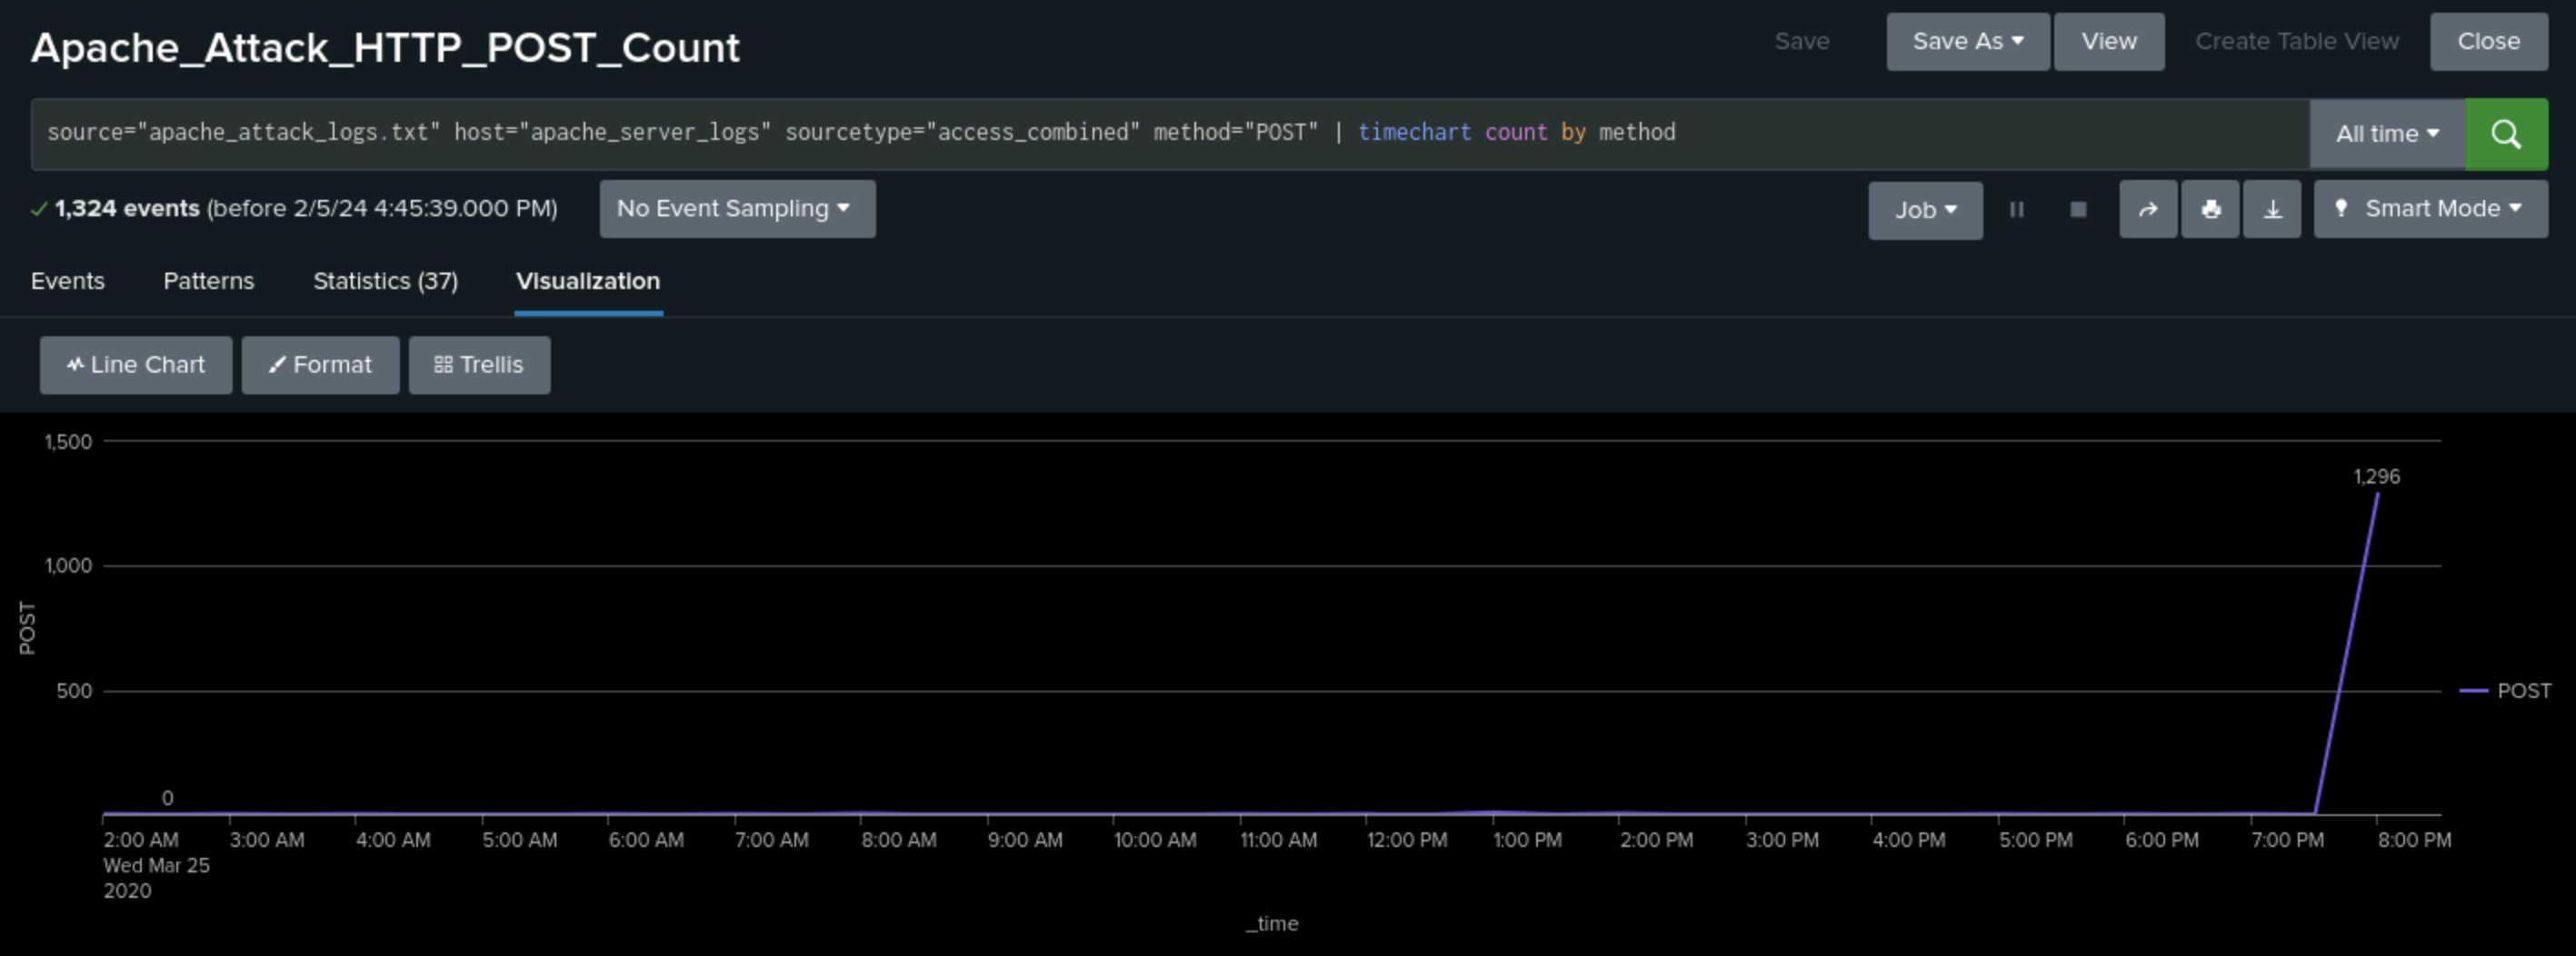 Apache_Attack_HTTP_POST_Count
Save
Save As
View
Create Table View
Close
source="apache_attack_logs.txt" host="apache_server_logs" sourcetype="access_combined" method="POST" | timechart count by method
All time
1,324 events (before 2/5/24 4:45:39.000 PM)
No Event Sampling
Job
Smart Mode
Events
Patterns
Statistics (37)
Visualization
Line Chart
Format
Trellis
1,500
1,000
500
POST
0
1,296
POST
2:00 AM
Wed Mar 25
2020
3:00 AM
4:00 AM
5:00 AM
6:00 AM
7:00 AM
8:00 AM
9:00 AM
10:00 AM
11:00 AM
12:00 PM
1:00 PM
2:00 PM
3:00 PM
4:00 PM
5:00 PM
6:00 PM
7:00 PM
8:00 PM
_time